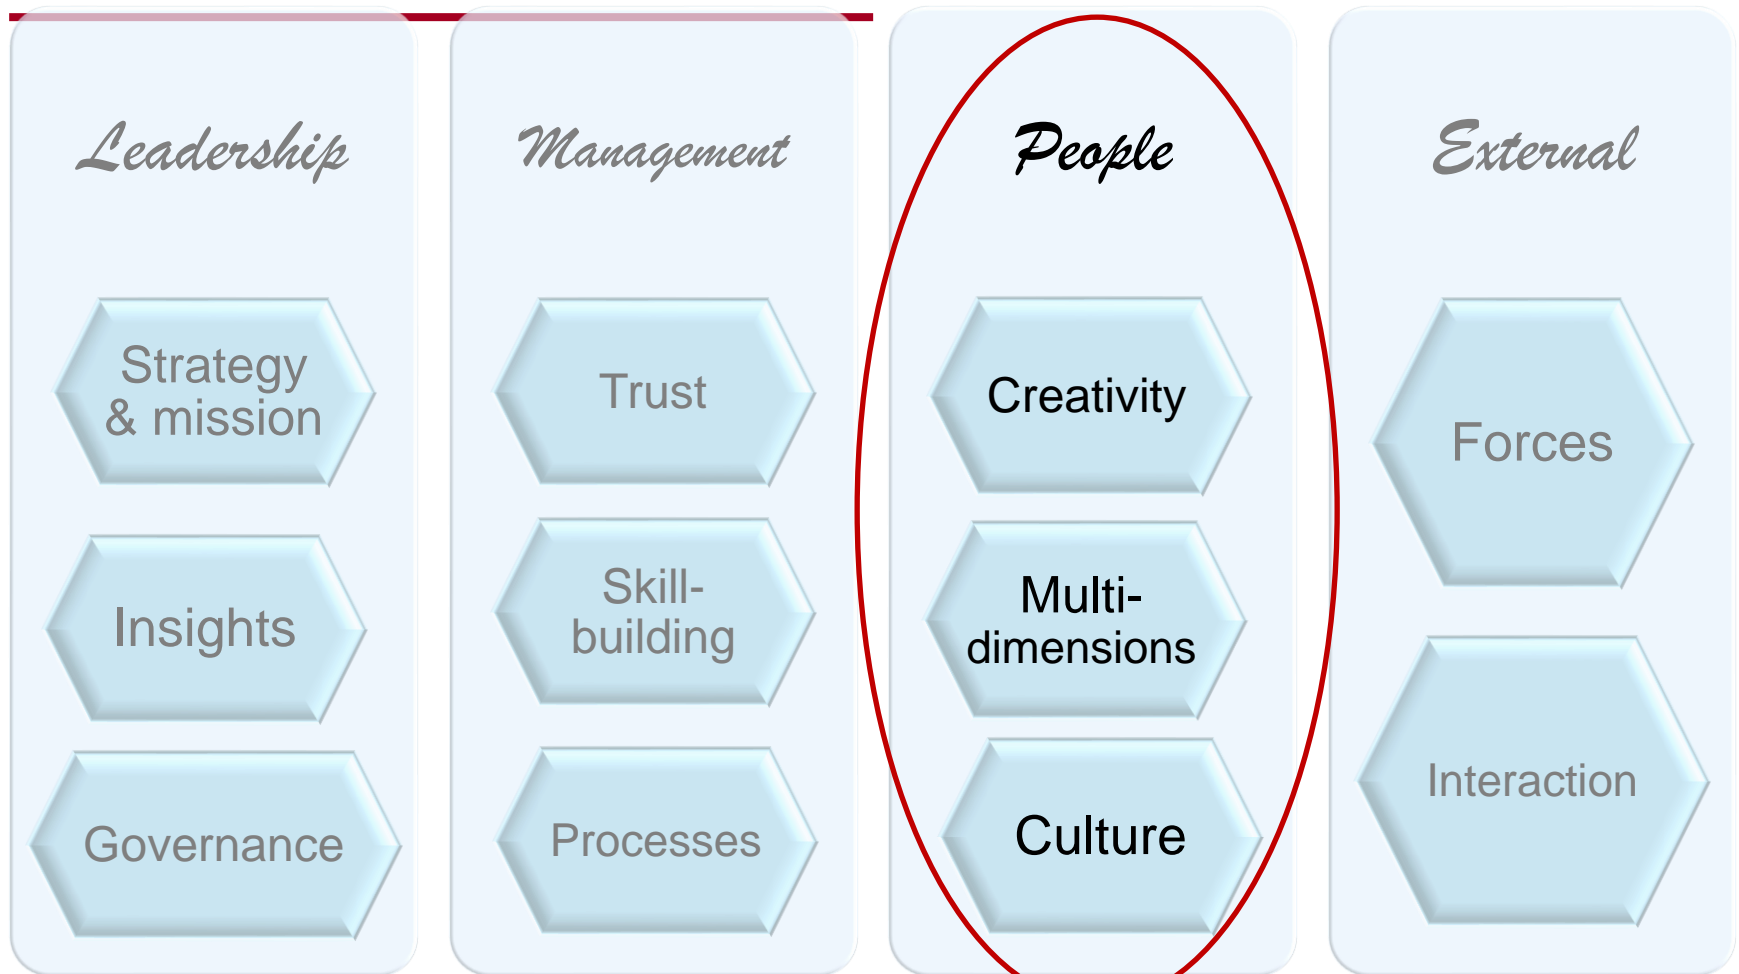 Leadership
Strategy
& mission
Insights
Governance
Management
Trust
Skill-
building
Processes
People
Creativity
Multi-
dimensions
Culture
External
Forces
Interaction